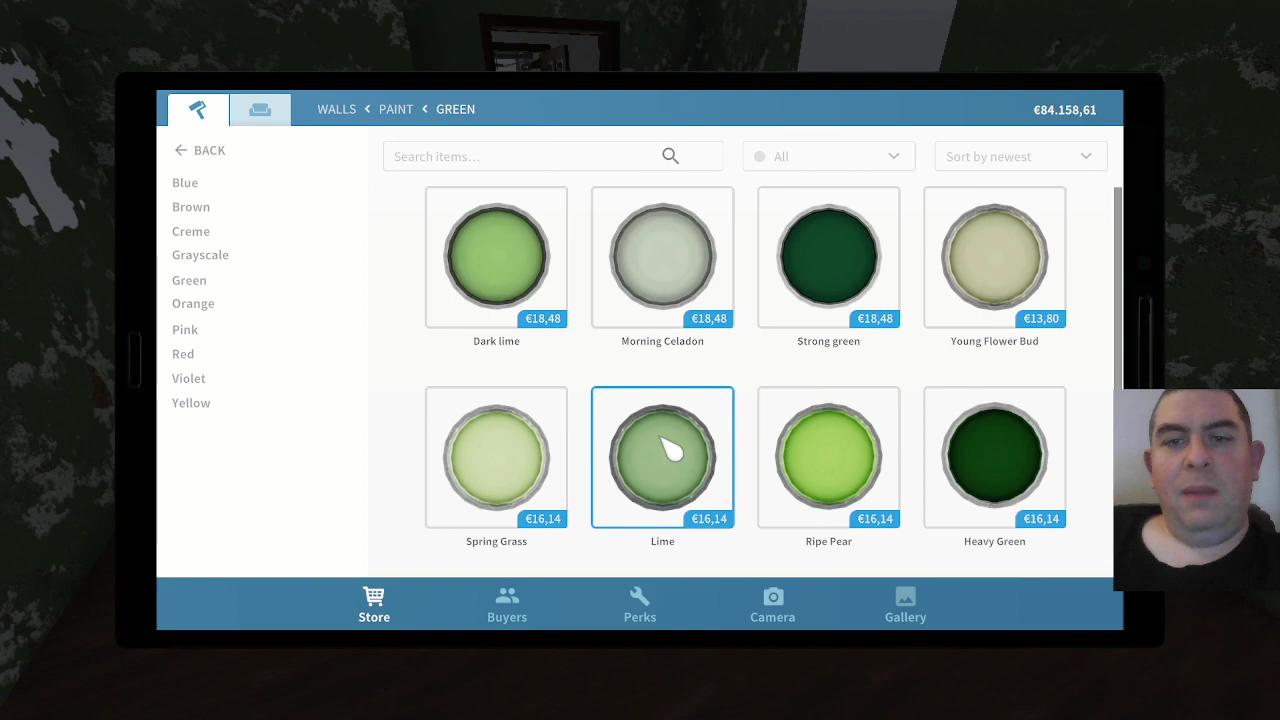 WALLS < PAINT < GREEN
€84.158,61
BACK
Search items...
All
Sort by newest
Blue
Brown
Creme
Grayscale
Green
Orange
Pink
Red
Violet
Yellow
€18,48
€18,48
€18,48
€13,80
Dark lime
Morning Celadon
Strong green
Young Flower Bud
€16,14
€16,14
€16,14
€16,14
Spring Grass
Lime
Ripe Pear
Heavy Green
Store
Buyers
Perks
Camera
Gallery